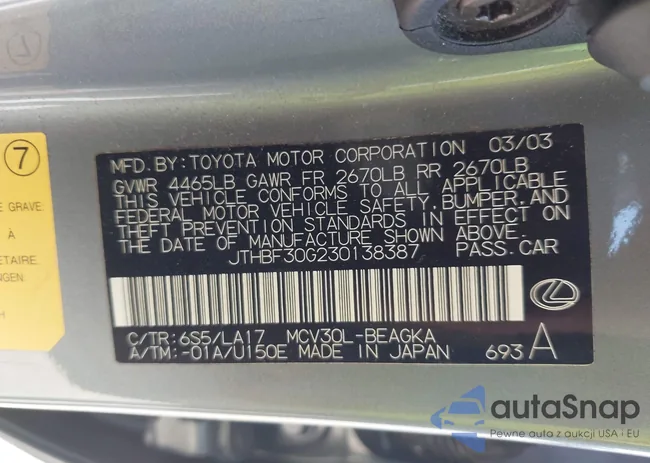 7
E GRAVE:
À
ETAIRE.
H
MFD. BY: TOYOTA MOTOR CORPORATION 03/03
GVWR 4465LB GAWR FR 2670LB RR 2670LB
THIS VEHICLE CONFORMS TO ALL APPLICABLE
FEDERAL MOTOR VEHICLE SAFETY, BUMPER, AND
THEFT PREVENTION STANDARDS IN EFFECT ON
THE DATE OF MANUFACTURE SHOWN ABOVE.
JTHBF30G230138387 PASS. CAR
C/TR: 6S5/LA17 MCV30L-BEAGKA
A/TM: -01A/U150E MADE IN JAPAN 693 A
autaSnap
Pewne auta z aukcji USA i EU